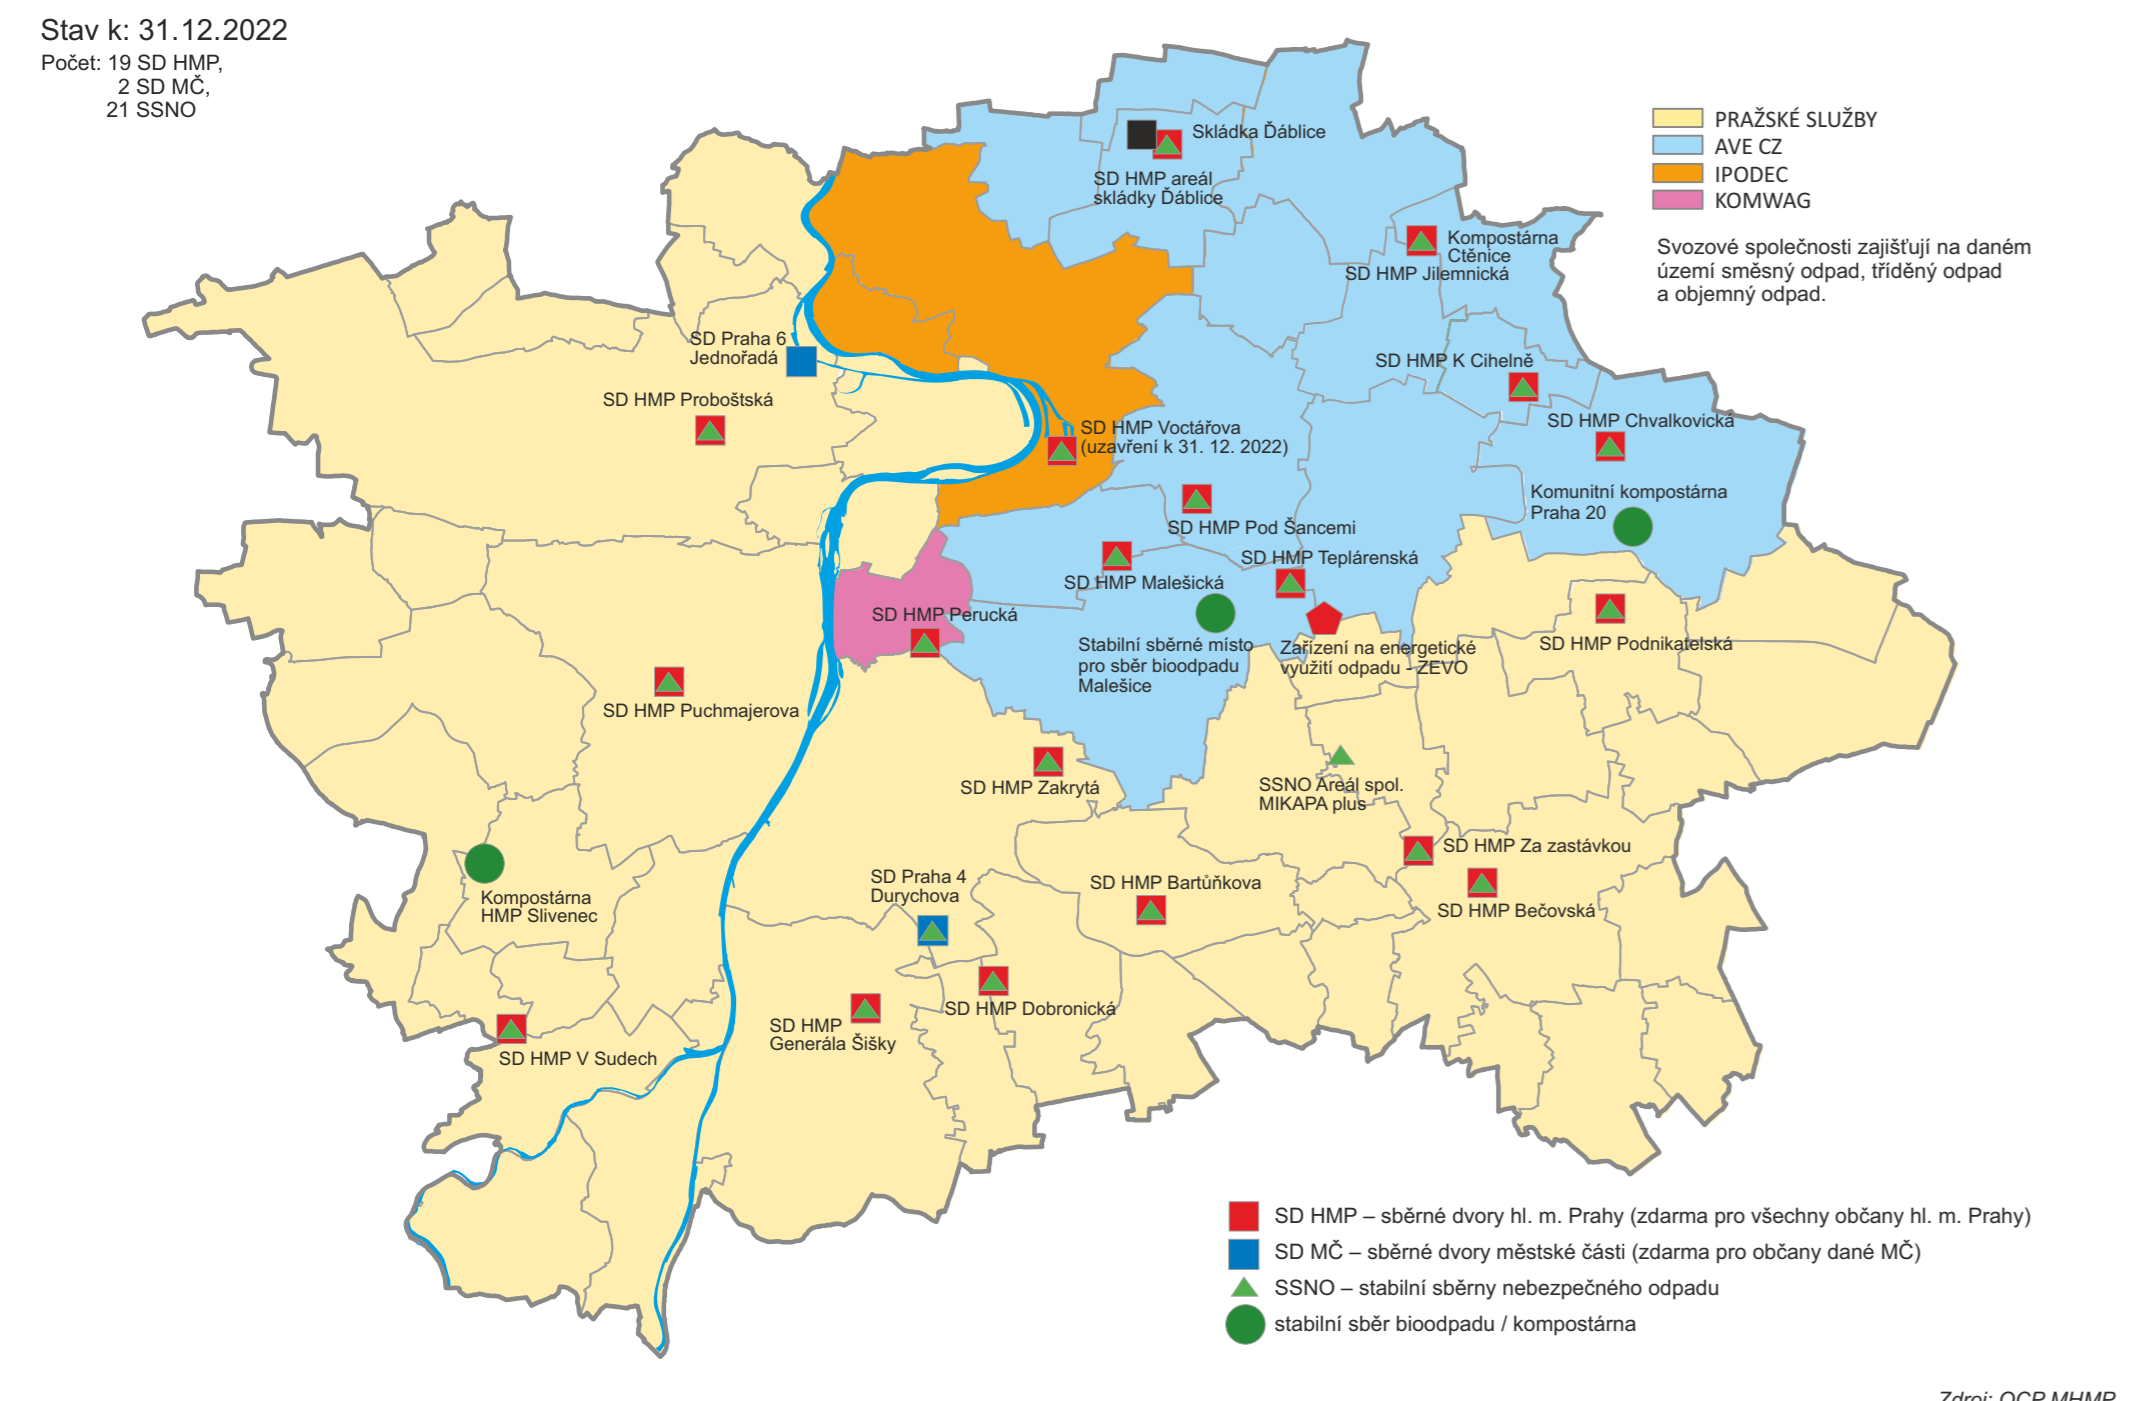 Stav k: 31.12.2022
Počet: 19 SD HMP,
2 SD MČ,
21 SSNO
PRAŽSKÉ SLUŽBY
AVE CZ
IPODEC
KOMWAG
Svozové společnosti zajišťují na daném
území směsný odpad, tříděný odpad
a objemný odpad.
Skládka Ďáblice
SD HMP areál
skládky Ďáblice
Kompostárna
Ctěnice
SD HMP Jilemnická
SD Praha 6
Jednořadá
SD HMP K Cihelně
SD HMP Proboštská
SD HMP Chvalkovická
SD HMP Voctářova
(uzavření k 31. 12. 2022)
Komunitní kompostárna
Praha 20
SD HMP Pod Šancemi
SD HMP Teplárenská
SD HMP Malešická
SD HMP Perucká
Stabilní sběrné místo
pro sběr bioodpadu
Malešice
Zařízení na energetické
využití odpadu - ZEVO
SD HMP Podnikatelská
SD HMP Puchmajerova
SD HMP Zakrytá
SSNO Areál spol.
MIKAPA plus
SD HMP Za zastávkou
SD Praha 4
Durychova
SD HMP Bartůňkova
SD HMP Bečovská
Kompostárna
HMP Slivenec
SD HMP Dobronická
SD HMP
Generála Šišky
SD HMP V Sudech
SD HMP – sběrné dvory hl. m. Prahy (zdarma pro všechny občany hl. m. Prahy)
SD MČ – sběrné dvory městské části (zdarma pro občany dané MČ)
SSNO – stabilní sběrny nebezpečného odpadu
stabilní sběr bioodpadu / kompostárna
Zdroj: OCP MHMP